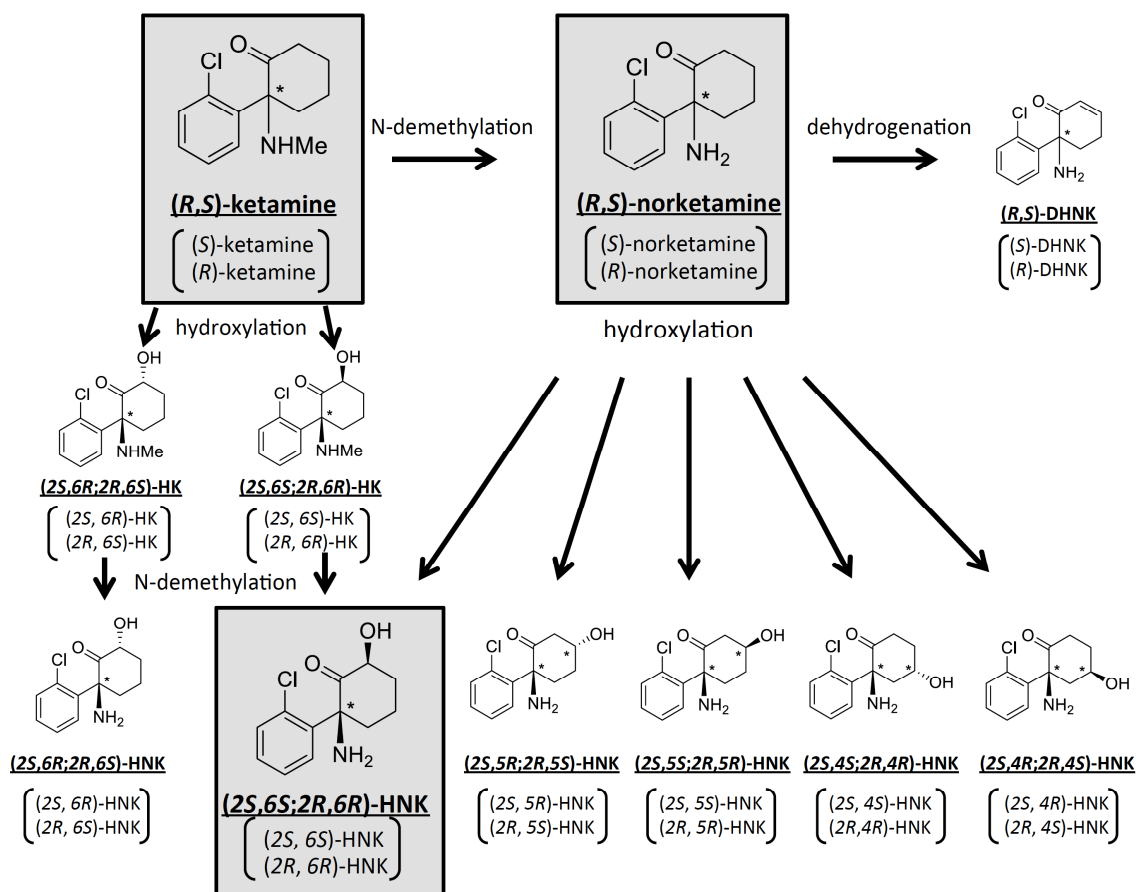 O
Cl
*
NHMe
(R,S)-ketamine
(S)-ketamine
(R)-ketamine
N-demethylation
O
Cl
*
NH2
(R,S)-norketamine
(S)-norketamine
(R)-norketamine
dehydrogenation
O
Cl
*
NH2
(R,S)-DHNK
(S)-DHNK
(R)-DHNK
hydroxylation
hydroxylation
OH
O
Cl
*
NHMe
(2S,6R;2R,6S)-HK
(2S, 6R)-HK
(2R, 6S)-HK
OH
O
Cl
*
NHMe
(2S,6S;2R,6R)-HK
(2S, 6S)-HK
(2R, 6R)-HK
N-demethylation
OH
O
Cl
*
NH2
(2S,6R;2R,6S)-HNK
(2S, 6R)-HNK
(2R, 6S)-HNK
OH
O
Cl
*
NH2
(2S,6S;2R,6R)-HNK
(2S, 6S)-HNK
(2R, 6R)-HNK
OH
O
Cl
* *
NH2
(2S,5R;2R,5S)-HNK
(2S, 5R)-HNK
(2R, 5S)-HNK
OH
O
Cl
* *
NH2
(2S,5S;2R,5R)-HNK
(2S, 5S)-HNK
(2R, 5R)-HNK
O
Cl
* *
OH
NH2
(2S,4S;2R,4R)-HNK
(2S, 4S)-HNK
(2R,4R)-HNK
O
Cl
* *
OH
NH2
(2S,4R;2R,4S)-HNK
(2S, 4R)-HNK
(2R, 4S)-HNK